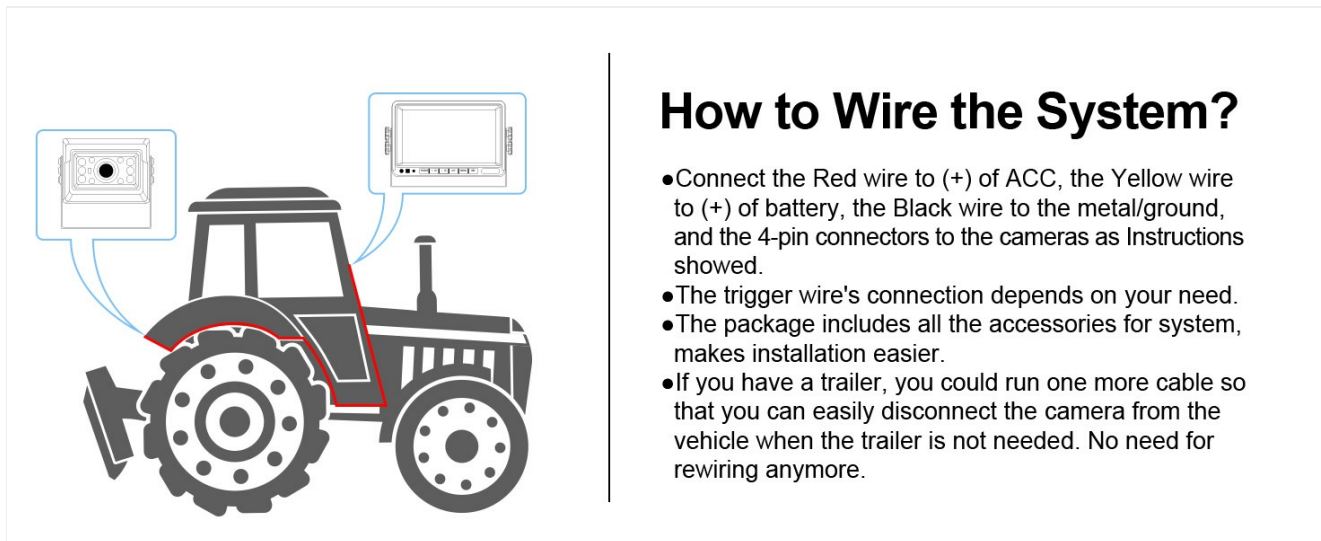 How to Wire the System?
●Connect the Red wire to (+) of ACC, the Yellow wire
to (+) of battery, the Black wire to the metal/ground,
and the 4-pin connectors to the cameras as Instructions
showed.
●The trigger wire's connection depends on your need.
●The package includes all the accessories for system,
makes installation easier.
●If you have a trailer, you could run one more cable so
that you can easily disconnect the camera from the
vehicle when the trailer is not needed. No need for
rewiring anymore.